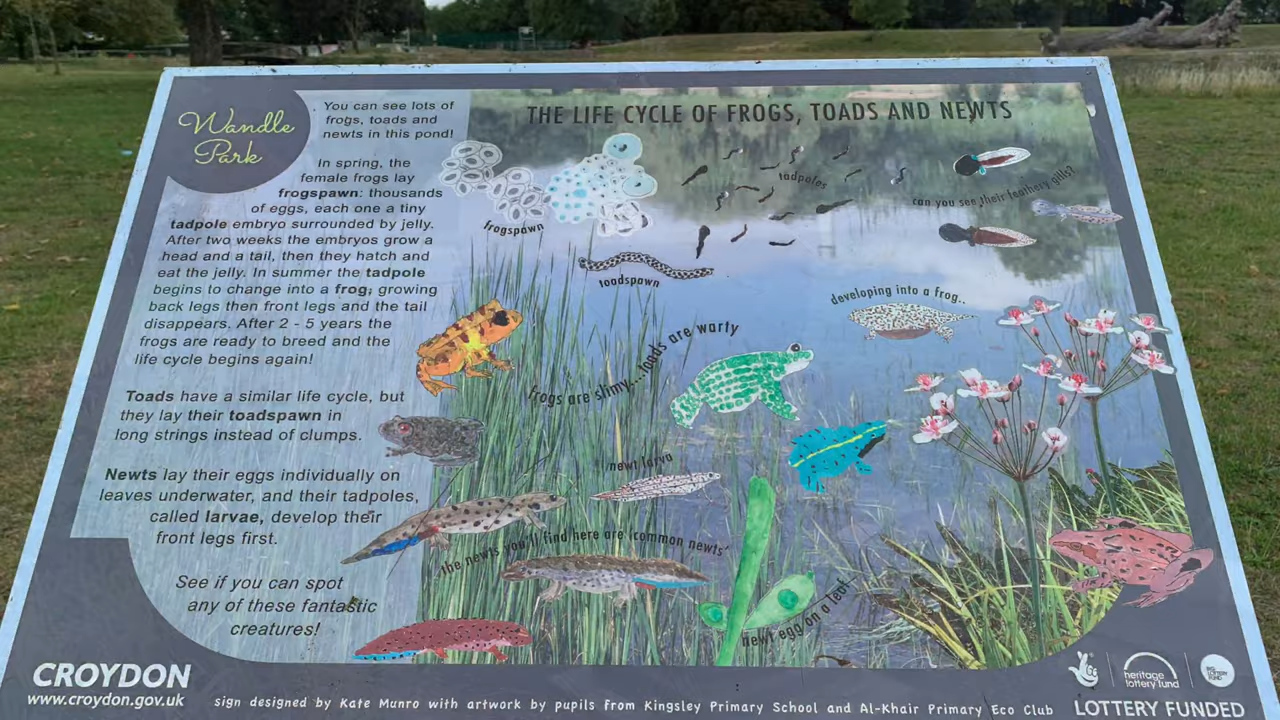 Wandle
Park
You can see lots of
frogs, toads and
newts in this pond!
In spring, the
female frogs lay
frogspawn: thousands
of eggs, each one a tiny
tadpole embryo surrounded by jelly.
After two weeks the embryos grow a
head and a tail, then they hatch and
eat the jelly. In summer the tadpole
begins to change into a frog, growing
back legs then front legs and the tail
disappears. After 2 - 5 years the
frogs are ready to breed and the
life cycle begins again!
Toads have a similar life cycle, but
they lay their toadspawn in
long strings instead of clumps.
Newts lay their eggs individually on
leaves underwater, and their tadpoles,
called larvae, develop their
front legs first.
See if you can spot
any of these fantastic
creatures!
THE LIFE CYCLE OF FROGS, TOADS AND NEWTS
frogspawn
tadpoles
can you see their feathery gills?
toadspawn
developing into a frog..
frogs are slimy...toads are warty
newt larva
the newts you'll find here are 'common newts'
newt egg on a leaf
CROYDON
www.croydon.gov.uk
sign designed by Kate Munro with artwork by pupils from Kingsley Primary School and Al-Khair Primary Eco Club
heritage
lottery fund
BIG
LOTTERY
FUND
LOTTERY FUNDED